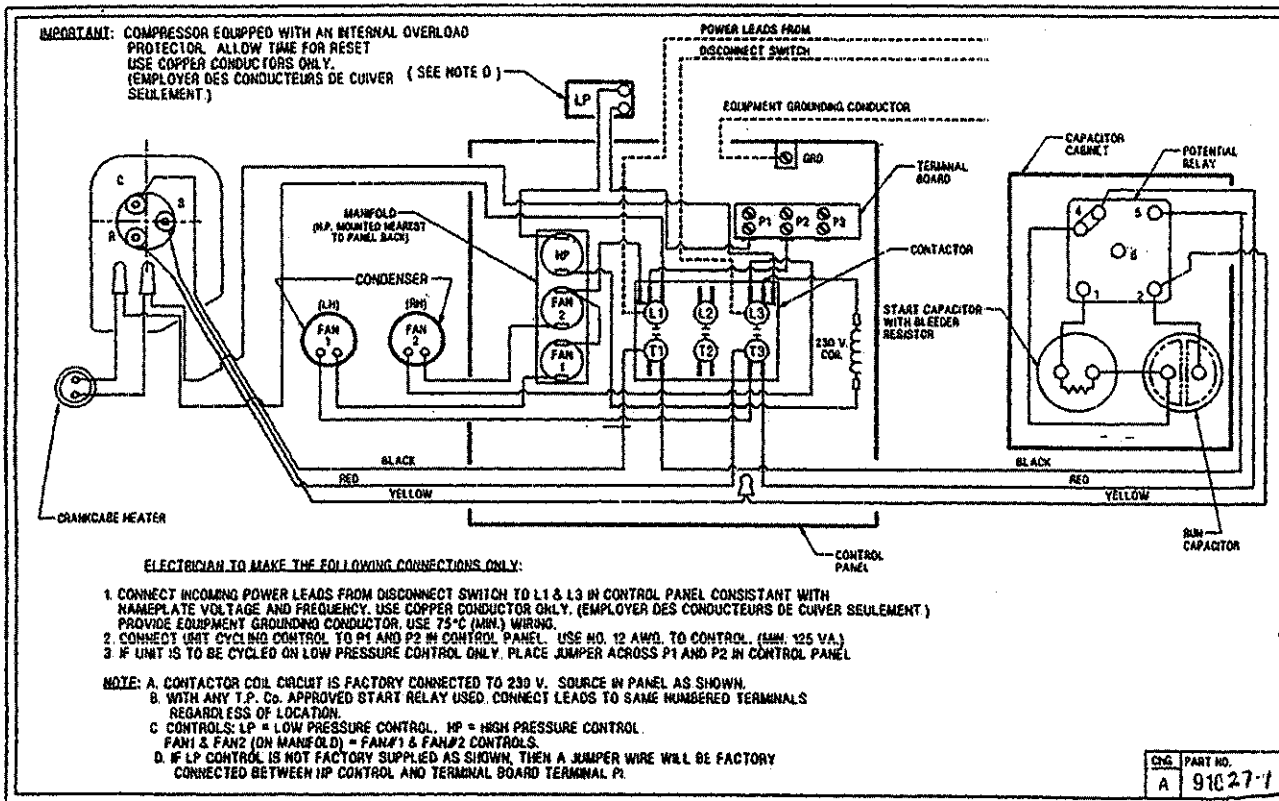 IMPORTANT: COMPRESSOR EQUIPPED WITH AN INTERNAL OVERLOAD
PROTECTOR. ALLOW TIME FOR RESET
USE COPPER CONDUCTORS ONLY.
(EMPLOYER DES CONDUCTEURS DE CUIVER
SEULEMENT.)
(SEE NOTE D)
LP
POWER LEADS FROM
DISCONNECT SWITCH
EQUIPMENT GROUNDING CONDUCTOR
GRD
TERMINAL
BOARD
CAPACITOR
CABINET
POTENTIAL
RELAY
C
S
R
MANIFOLD
(H.P. MOUNTED NEAREST
TO PANEL BACK)
HP
FAN
2
FAN
1
P1
P2
P3
CONTACTOR
4
5
6
1
2
CONDENSER
(LH)
FAN
1
(RH)
FAN
2
L1
L2
L3
T1
T2
T3
230 V.
COIL
START CAPACITOR
WITH BLEEDER
RESISTOR
BLACK
RED
YELLOW
BLACK
RED
YELLOW
CRANKCASE HEATER
RUN
CAPACITOR
CONTROL
PANEL
ELECTRICIAN TO MAKE THE FOLLOWING CONNECTIONS ONLY:
1. CONNECT INCOMING POWER LEADS FROM DISCONNECT SWITCH TO L1 & L3 IN CONTROL PANEL CONSISTANT WITH
NAMEPLATE VOLTAGE AND FREQUENCY. USE COPPER CONDUCTOR ONLY. (EMPLOYER DES CONDUCTEURS DE CUIVER SEULEMENT.)
PROVIDE EQUIPMENT GROUNDING CONDUCTOR. USE 75°C (MIN.) WIRING.
2. CONNECT UNIT CYCLING CONTROL TO P1 AND P2 IN CONTROL PANEL. USE NO. 12 AWG. TO CONTROL. (MIN. 125 VA.)
3. IF UNIT IS TO BE CYCLED ON LOW PRESSURE CONTROL ONLY, PLACE JUMPER ACROSS P1 AND P2 IN CONTROL PANEL
NOTE: A. CONTACTOR COIL CIRCUIT IS FACTORY CONNECTED TO 230 V. SOURCE IN PANEL AS SHOWN.
B. WITH ANY T.P. Co. APPROVED START RELAY USED, CONNECT LEADS TO SAME NUMBERED TERMINALS
REGARDLESS OF LOCATION.
C CONTROLS: LP = LOW PRESSURE CONTROL, HP = HIGH PRESSURE CONTROL.
FAN1 & FAN2 (ON MANIFOLD) = FAN#1 & FAN#2 CONTROLS.
D. IF LP CONTROL IS NOT FACTORY SUPPLIED AS SHOWN, THEN A JUMPER WIRE WILL BE FACTORY
CONNECTED BETWEEN HP CONTROL AND TERMINAL BOARD TERMINAL P1.
CHG PART NO.
A 91027-1